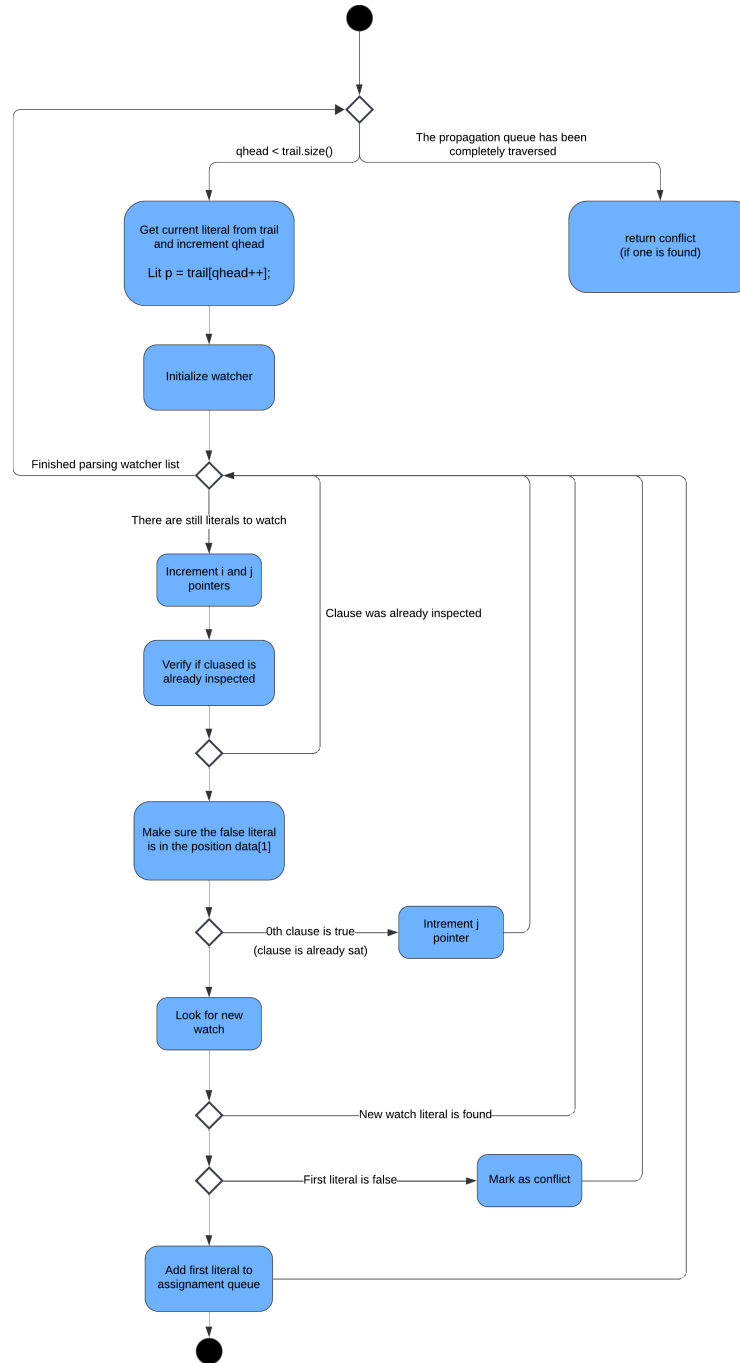 The propagation queue has been
completely traversed
qhead < trail.size()
Get current literal from trail
and increment qhead
Lit p = trail[qhead++];
return conflict
(if one is found)
Initialize watcher
Finished parsing watcher list
There are still literals to watch
Increment i and j
pointers
Clause was already inspected
Verify if cluased is
already inspected
Make sure the false literal
is in the position data[1]
0th clause is true
(clause is already sat)
Intrement j
pointer
Look for new
watch
New watch literal is found
First literal is false
Mark as conflict
Add first literal to
assignament queue